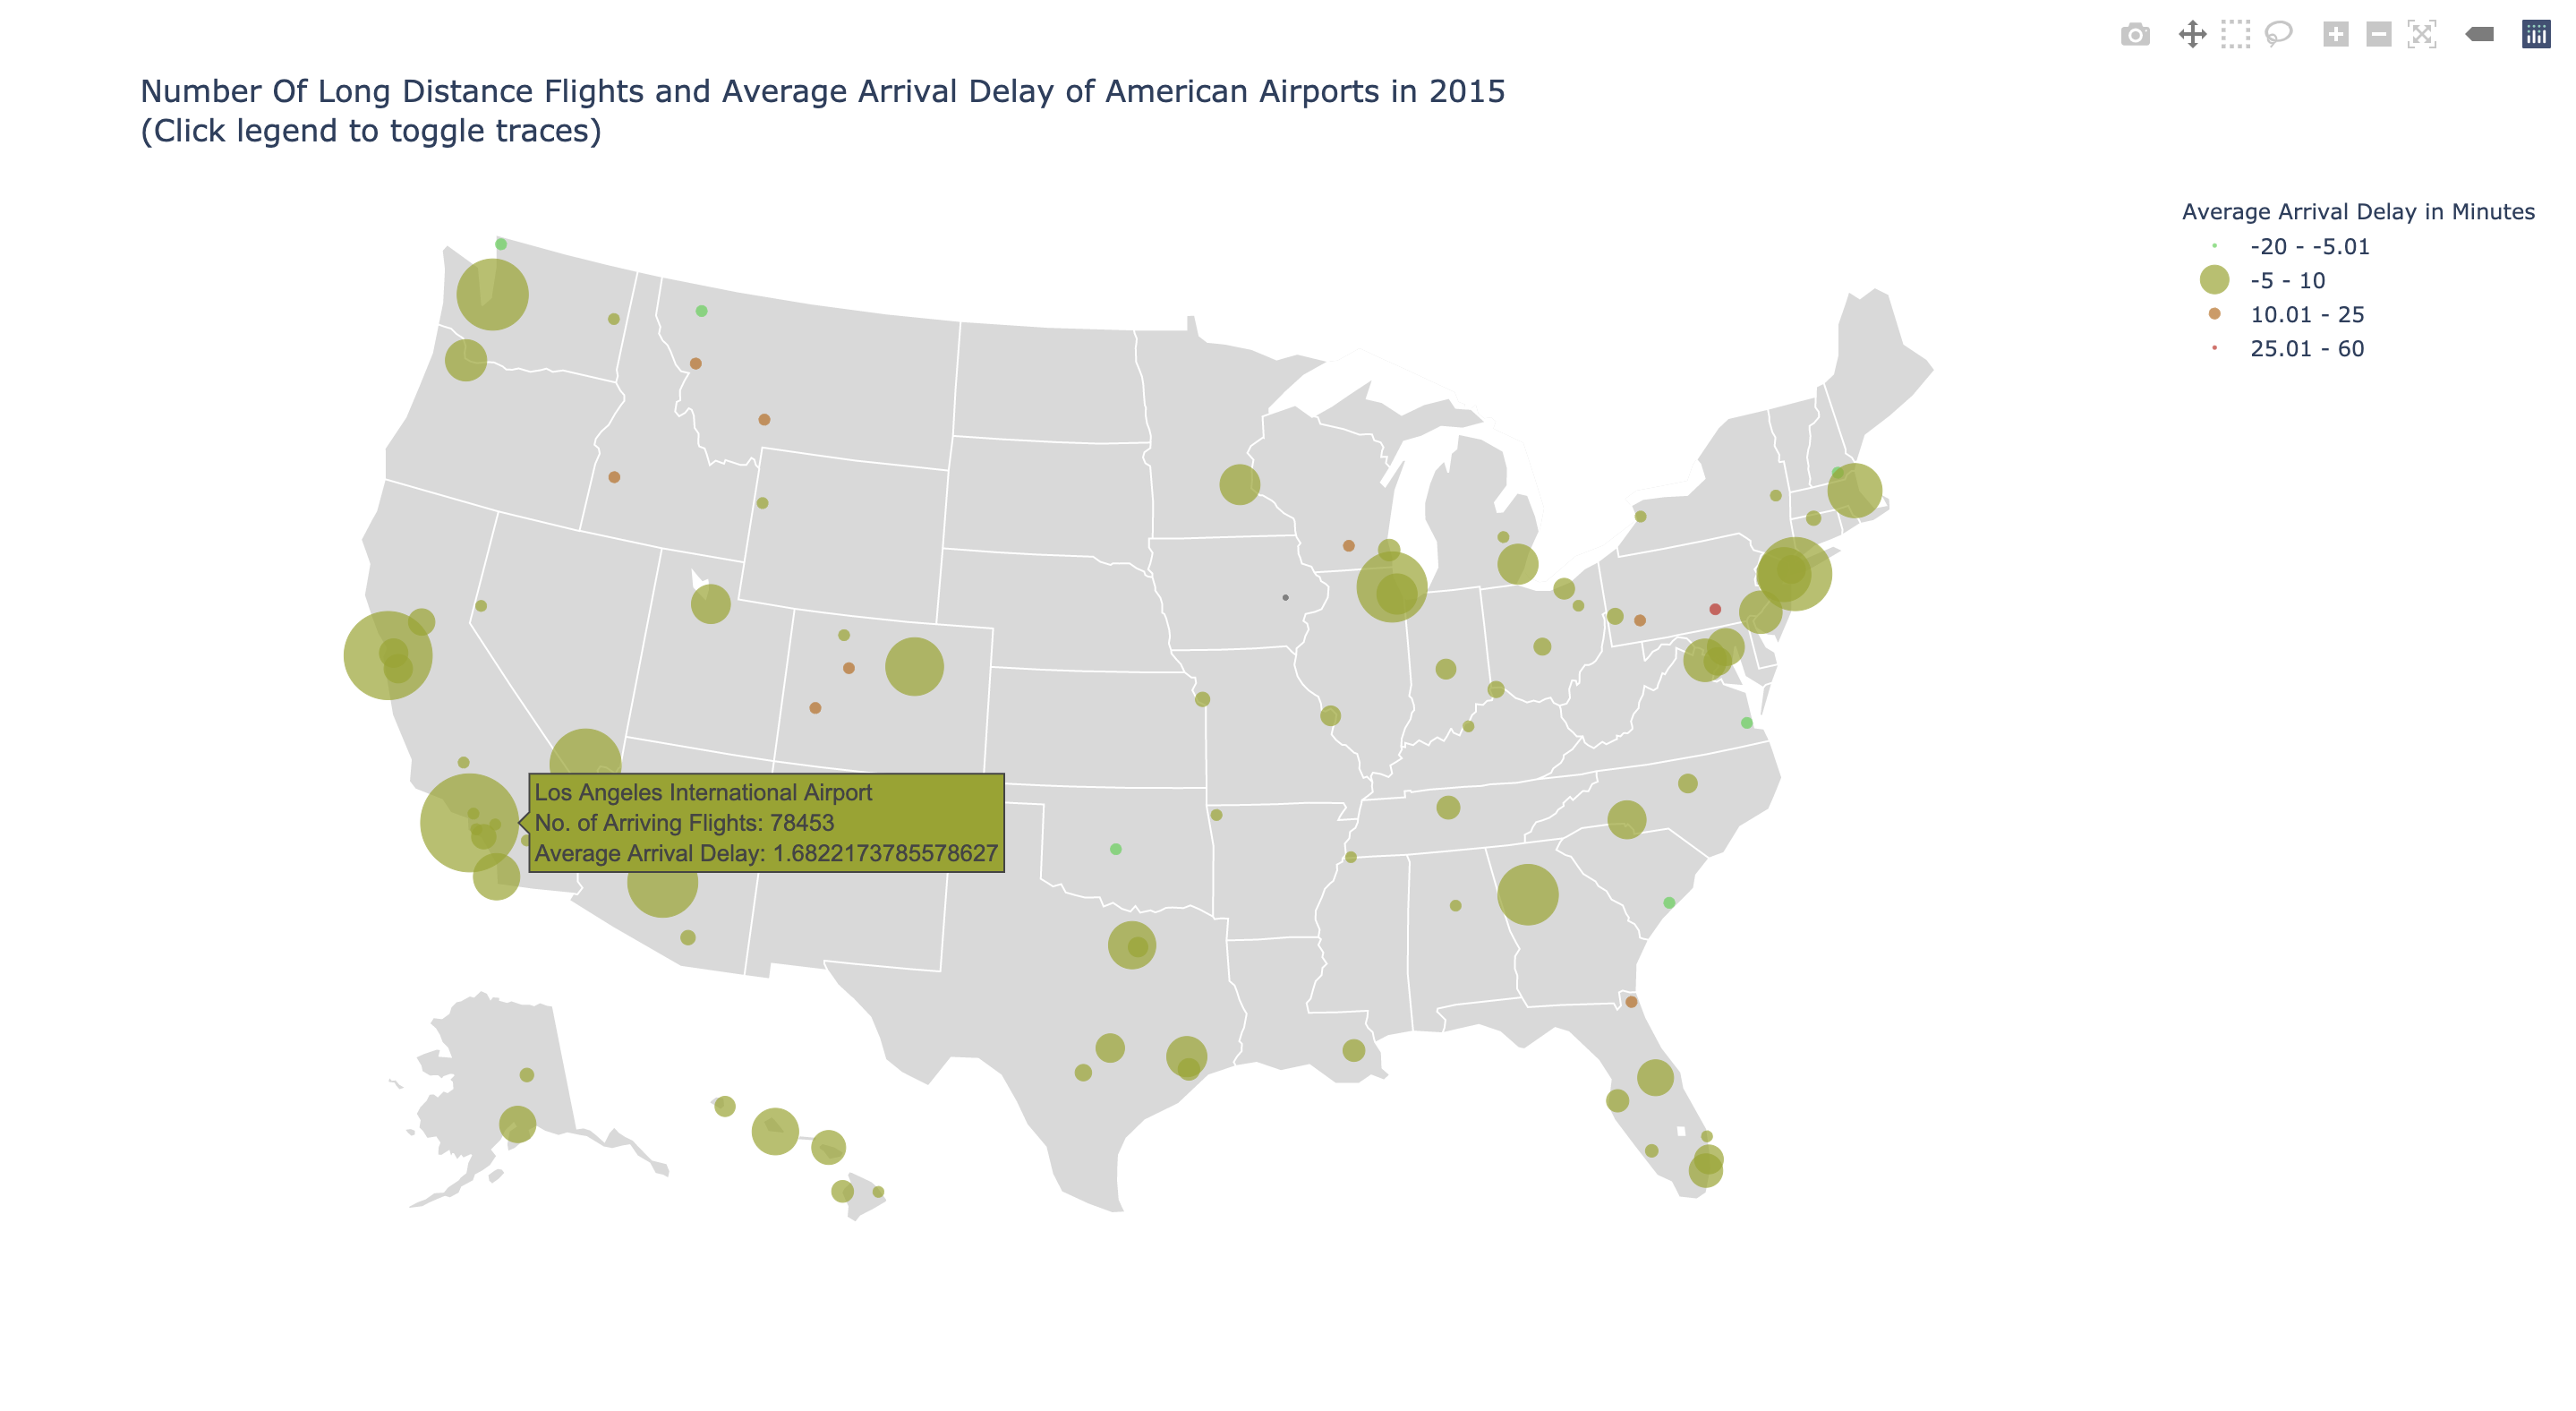 Number Of Long Distance Flights and Average Arrival Delay of American Airports in 2015
(Click legend to toggle traces)
Average Arrival Delay in Minutes
-20 - -5.01
-5 - 10
10.01 - 25
25.01 - 60
Los Angeles International Airport
No. of Arriving Flights: 78453
Average Arrival Delay: 1.6822173785578627